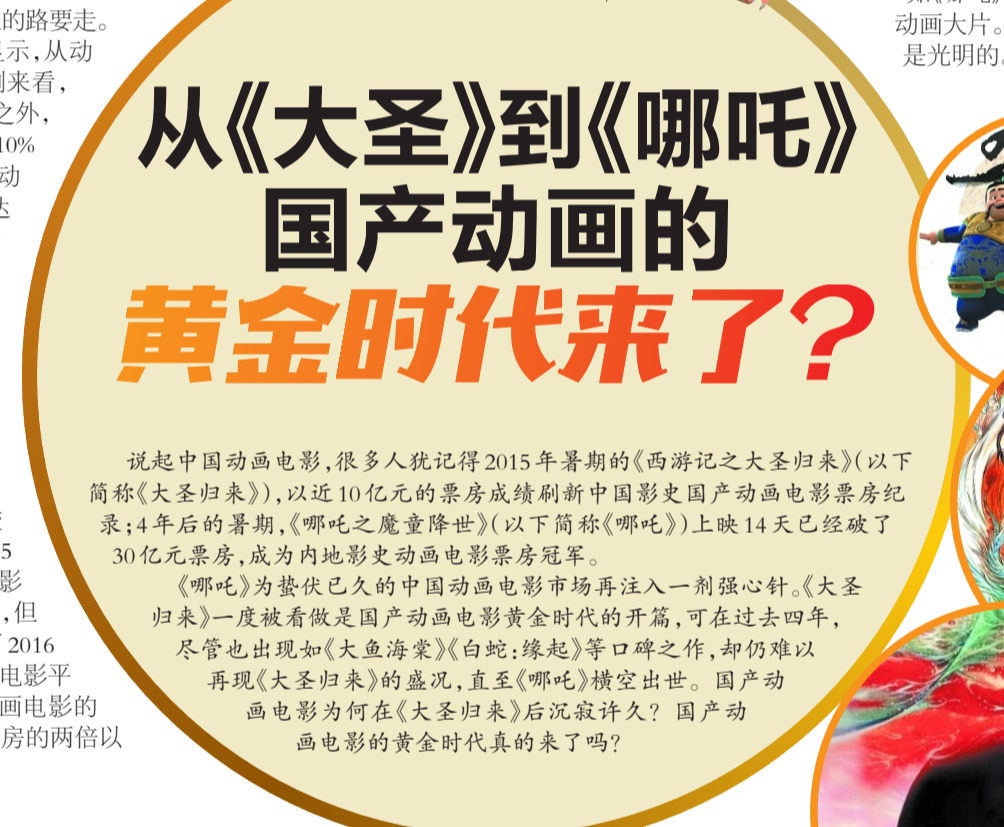 的路要走。
示,从动
来看,
之外,
10%
动
从《大圣》到《哪吒》
国产动画的
黄金时代来了?
说起中国动画电影,很多人犹记得2015年暑期的《西游记之大圣归来》(以下
简称《大圣归来》),以近10亿元的票房成绩刷新中国影史国产动画电影票房纪
录;4年后的暑期,《哪吒之魔童降世》(以下简称《哪吒》)上映14天已经破了
30亿元票房,成为内地影史动画电影票房冠军。
《哪吒》为蛰伏已久的中国动画电影市场再注入一剂强心针。《大圣
归来》一度被看做是国产动画电影黄金时代的开篇,可在过去四年,
尽管也出现如《大鱼海棠》《白蛇:缘起》等口碑之作,却仍难以
再现《大圣归来》的盛况,直至《哪吒》横空出世。国产动
画电影为何在《大圣归来》后沉寂许久?国产动
画电影的黄金时代真的来了吗?
5
影
,但
2016
电影平
画电影的
房的两倍以
动画大片。
是光明的。